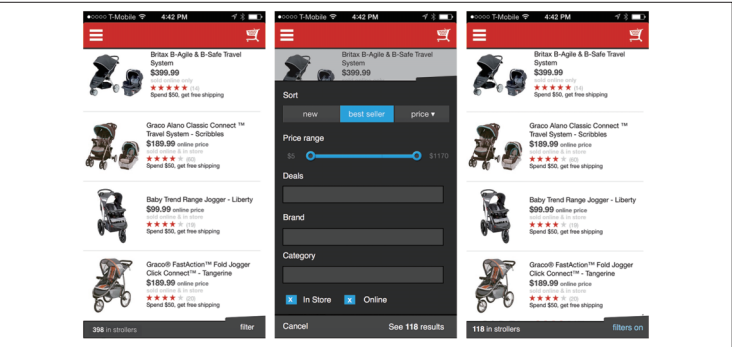 ●○○○○ T-Mobile 4:42 PM
Britax B-Agile & B-Safe Travel
System
$399.99
sold online only
(14)
Spend $50, get free shipping
Graco Alano Classic Connect ™
Travel System - Scribbles
$189.99 online price
sold online & in store
(60)
Spend $50, get free shipping
Baby Trend Range Jogger - Liberty
$99.99 online price
sold online & in store
(19)
Spend $50, get free shipping
Graco® FastAction™ Fold Jogger
Click Connect™ - Tangerine
$189.99 online price
sold online & in store
(20)
Spend $50, get free shipping
398 in strollers filter
●○○○○ T-Mobile 4:42 PM
Britax B-Agile & B-Safe Travel
System
$399.99
Sort
new best seller price ▾
Price range
$5 $1170
Deals
Brand
Category
X In Store X Online
Cancel See 118 results
●○○○○ T-Mobile 4:42 PM
Britax B-Agile & B-Safe Travel
System
$399.99
sold online only
(14)
Spend $50, get free shipping
Graco Alano Classic Connect ™
Travel System - Scribbles
$189.99 online price
sold online & in store
(60)
Spend $50, get free shipping
Baby Trend Range Jogger - Liberty
$99.99 online price
sold online & in store
(19)
Spend $50, get free shipping
Graco® FastAction™ Fold Jogger
Click Connect™ - Tangerine
$189.99 online price
sold online & in store
(20)
Spend $50, get free shipping
118 in strollers filters on